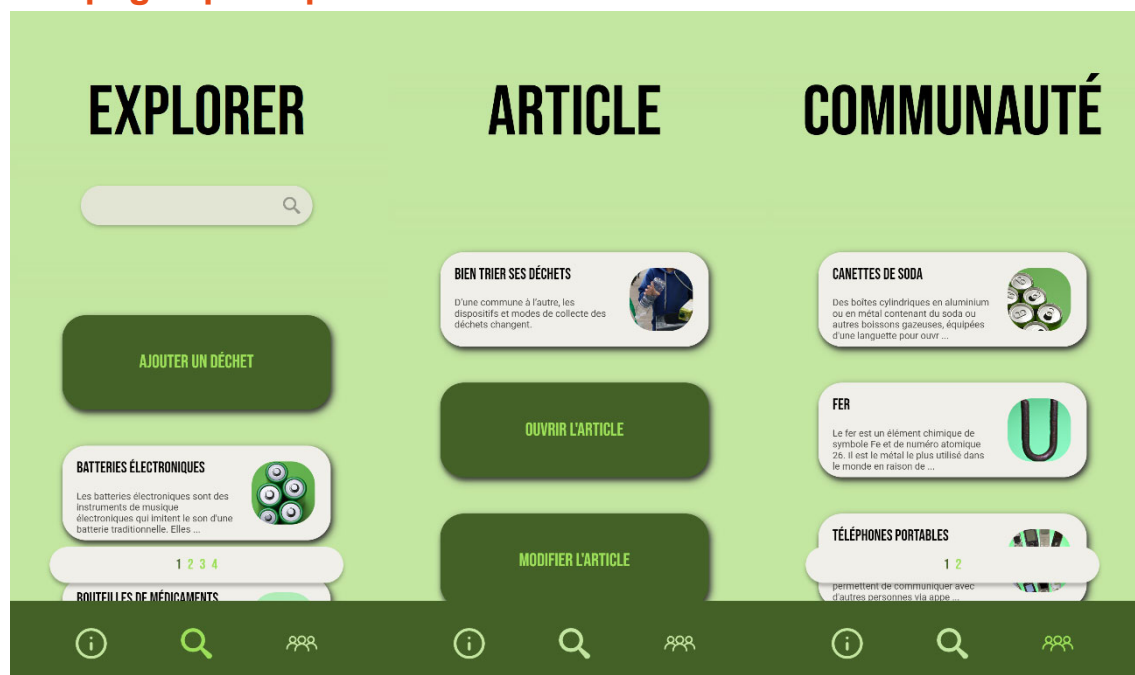 EXPLORER
AJOUTER UN DÉCHET
BATTERIES ÉLECTRONIQUES
Les batteries électroniques sont des
instruments de musique
électroniques qui imitent le son d'une
batterie traditionnelle. Elles ...
1 2 3 4
BOUTEILLES DE MÉDICAMENTS
ARTICLE
BIEN TRIER SES DÉCHETS
D'une commune à l'autre, les
dispositifs et modes de collecte des
déchets changent.
OUVRIR L'ARTICLE
MODIFIER L'ARTICLE
COMMUNAUTÉ
CANETTES DE SODA
Des boîtes cylindriques en aluminium
ou en métal contenant du soda ou
autres boissons gazeuses, équipées
d'une languette pour ouvr ...
FER
Le fer est un élément chimique de
symbole Fe et de numéro atomique
26. Il est le métal le plus utilisé dans
le monde en raison de ...
TÉLÉPHONES PORTABLES
1 2
permettent de communiquer avec
d'autres personnes via appe ...